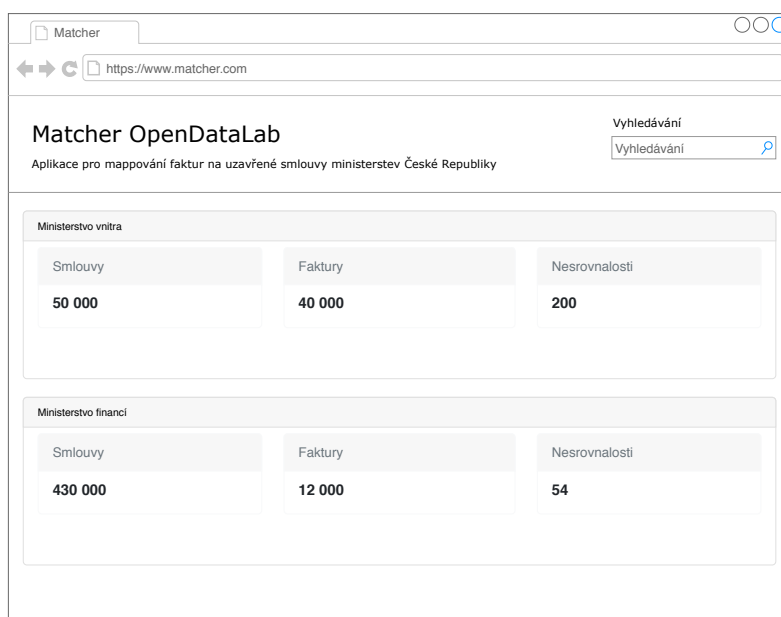 Matcher
https://www.matcher.com
Matcher OpenDataLab
Aplikace pro mappování faktur na uzavřené smlouvy ministerstev České Republiky
Vyhledávání
Vyhledávání
Ministerstvo vnitra
Smlouvy Faktury Nesrovnalosti
50 000 40 000 200
Ministerstvo financí
Smlouvy Faktury Nesrovnalosti
430 000 12 000 54